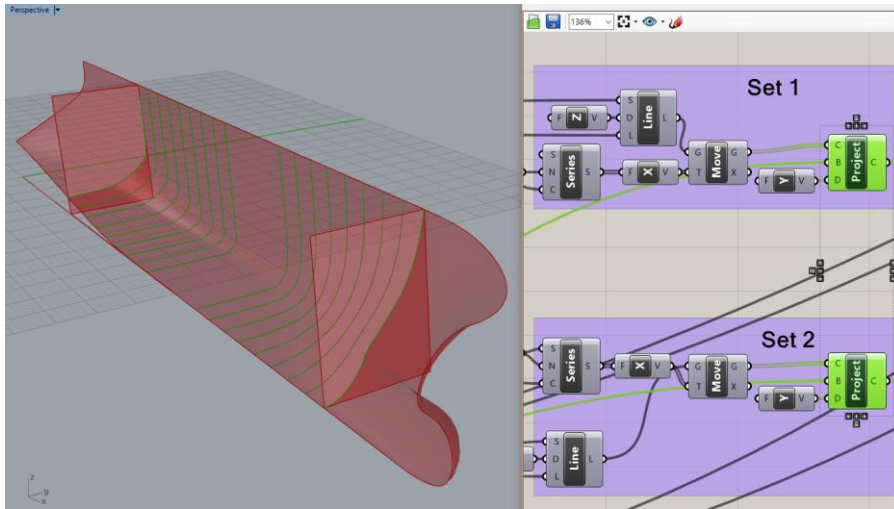 Perspective
136%
Set 1
S
D
L
Line
L
F
Z
V
S
N
C
Series
S
F
X
V
G
T
Move
G
X
F
Y
V
C
B
D
Project
C
Set 2
S
N
C
Series
S
F
X
V
G
T
Move
G
X
F
Y
V
C
B
D
Project
C
S
D
L
Line
L
z
y
x